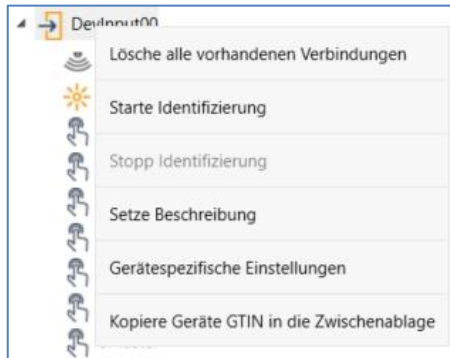 DevInput00
Lösche alle vorhandenen Verbindungen
Starte Identifizierung
Stopp Identifizierung
Setze Beschreibung
Gerätespezifische Einstellungen
Kopiere Geräte GTIN in die Zwischenablage